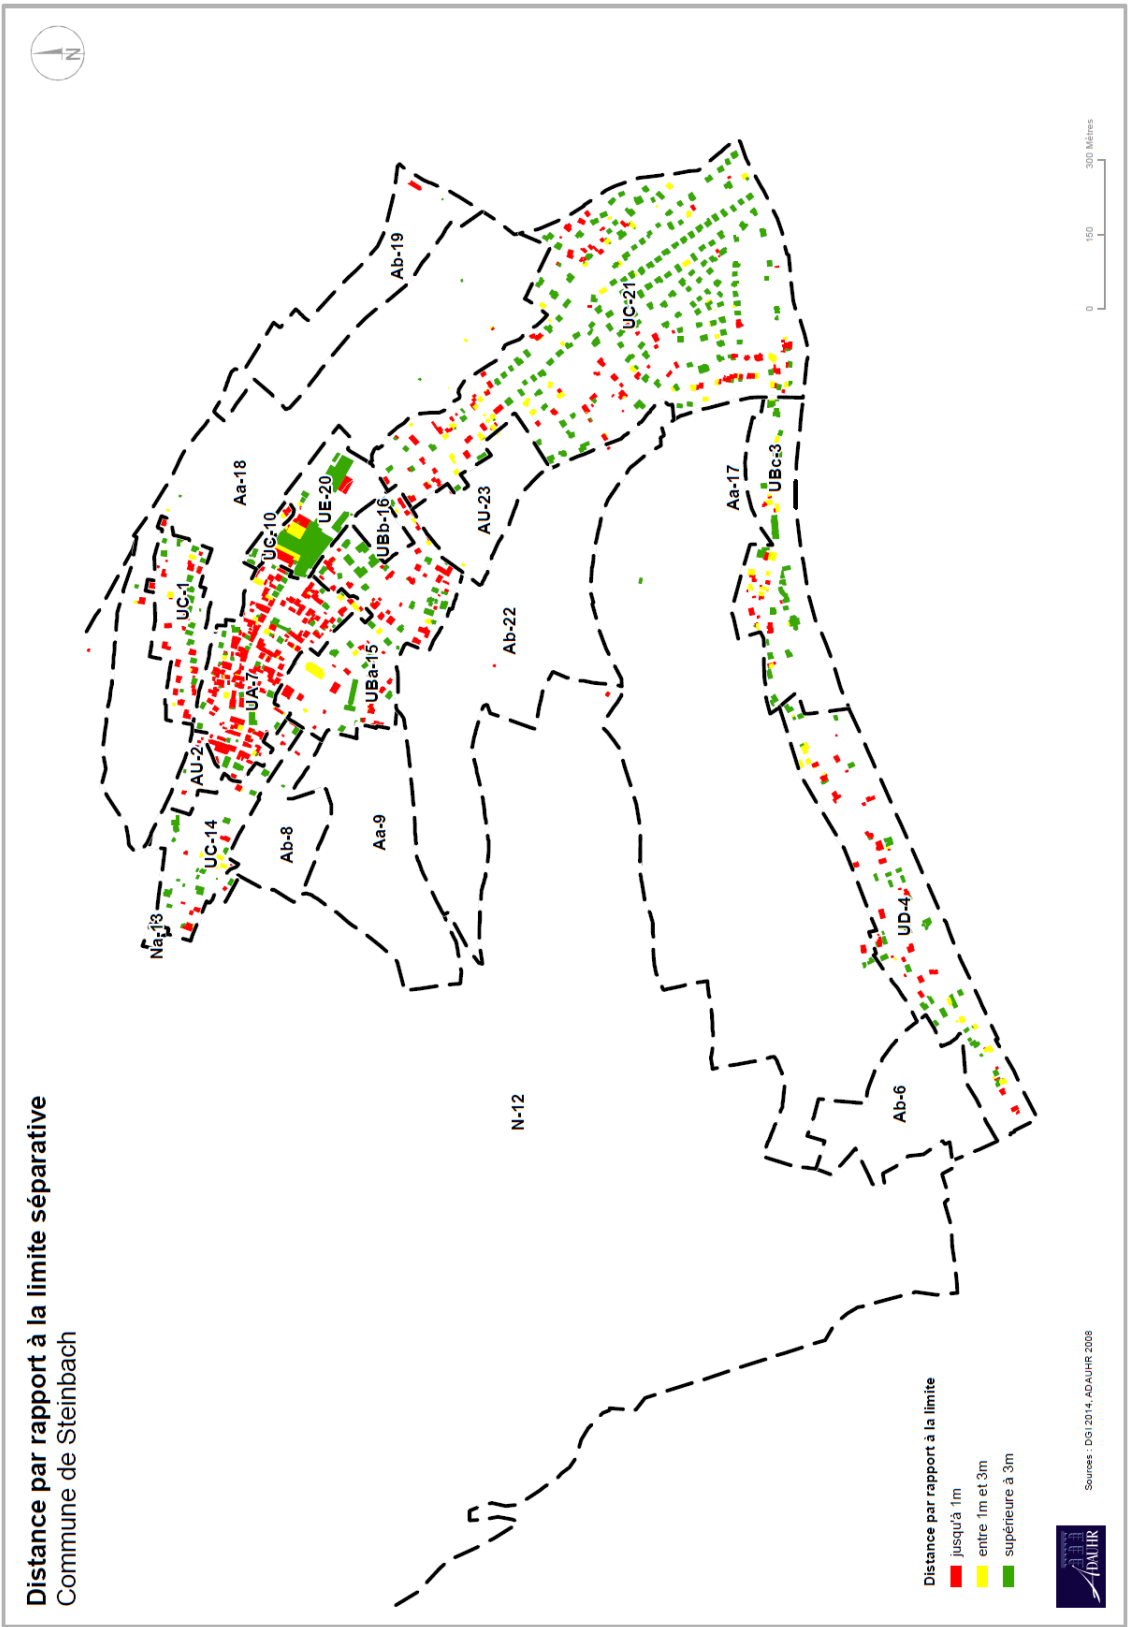 Distance par rapport à la limite séparative
Commune de Steinbach
N
Na-13
UC-14
AU-2
UC-1
Aa-18
Ab-19
UA-7
UC-10
UE-20
UBb-16
UBa-15
Ab-8
Aa-9
AU-23
Ab-22
UC-21
Aa-17
UBc-3
UD-4
Ab-6
N-12
Distance par rapport à la limite
jusqu'à 1m
entre 1m et 3m
supérieure à 3m
0 150 300 Mètres
Sources : DGI 2014, ADAUHR 2008
ADAUHR